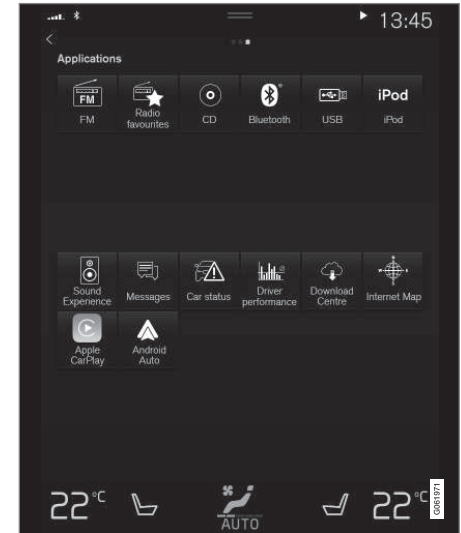 13:45
Applications
FM
iPod
FM
Radio
favourites
CD
Bluetooth
USB
iPod
Sound
Experience
Messages
Car status
Driver
performance
Download
Centre
Internet Map
Apple
CarPlay
Android
Auto
22°C
AUTO
22°C
G061971